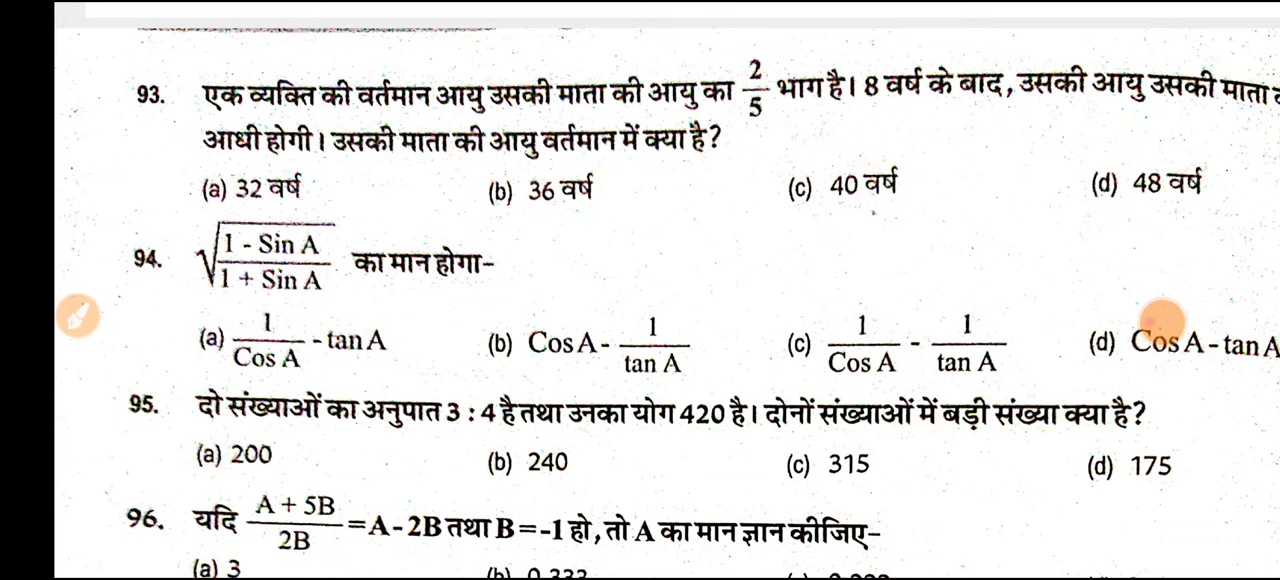 93. एक व्यक्ति की वर्तमान आयु उसकी माता की आयु का 2/5 भाग है। 8 वर्ष के बाद, उसकी आयु उसकी माता
आधी होगी। उसकी माता की आयु वर्तमान में क्या है?
(a) 32 वर्ष (b) 36 वर्ष (c) 40 वर्ष (d) 48 वर्ष
94. √((1 - Sin A)/(1 + Sin A)) का मान होगा–
(a) 1/Cos A - tan A (b) Cos A - 1/tan A (c) 1/Cos A - 1/tan A (d) Cos A - tan A
95. दो संख्याओं का अनुपात 3 : 4 है तथा उनका योग 420 है। दोनों संख्याओं में बड़ी संख्या क्या है?
(a) 200 (b) 240 (c) 315 (d) 175
96. यदि (A + 5B)/2B = A - 2B तथा B = -1 हो, तो A का मान ज्ञान कीजिए–
(a) 3